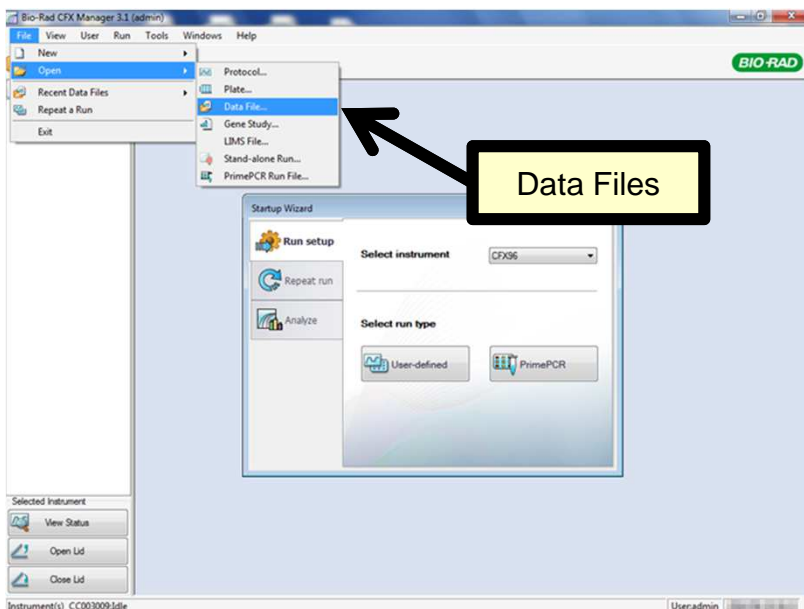 Bio-Rad CFX Manager 3.1 (admin)
File View User Run Tools Windows Help
New
Open
Recent Data Files
Repeat a Run
Exit
Protocol...
Plate...
Data File...
Gene Study...
LIMS File...
Stand-alone Run...
PrimePCR Run File...
BIO-RAD
Data Files
Startup Wizard
Run setup
Repeat run
Analyze
Select instrument
CFX96
Select run type
User-defined
PrimePCR
Selected Instrument
View Status
Open Lid
Close Lid
Instrument(s) CC003009:Idle
User:admin